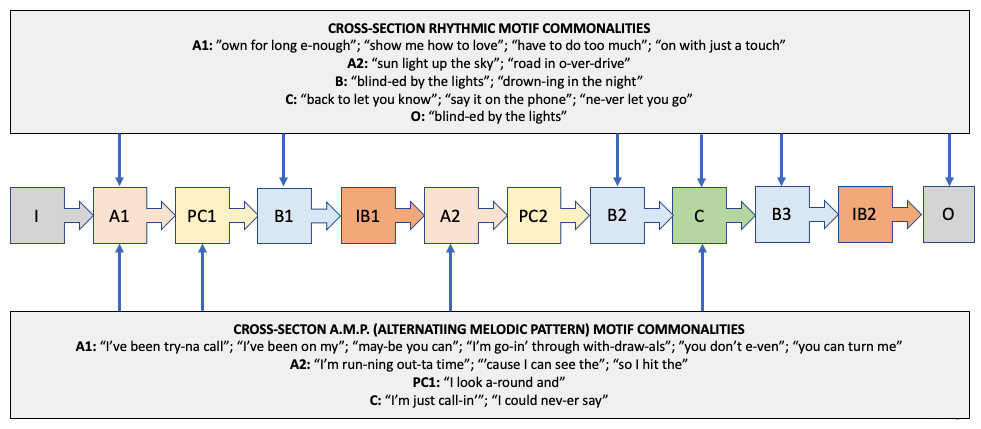 CROSS-SECTION RHYTHMIC MOTIF COMMONALITIES
A1: ”own for long e-nough”; “show me how to love”; “have to do too much”; “on with just a touch”
A2: “sun light up the sky”; “road in o-ver-drive”
B: “blind-ed by the lights”; “drown-ing in the night”
C: “back to let you know”; “say it on the phone”; “ne-ver let you go”
O: “blind-ed by the lights”
I A1 PC1 B1 IB1 A2 PC2 B2 C B3 IB2 O
CROSS-SECTON A.M.P. (ALTERNATIING MELODIC PATTERN) MOTIF COMMONALITIES
A1: “I’ve been try-na call”; “I’ve been on my”; “may-be you can”; “I’m go-in’ through with-draw-als”; ”you don’t e-ven”; “you can turn me”
A2: “I’m run-ning out-ta time”; “’cause I can see the”; “so I hit the”
PC1: “I look a-round and”
C: “I’m just call-in’”; “I could nev-er say”